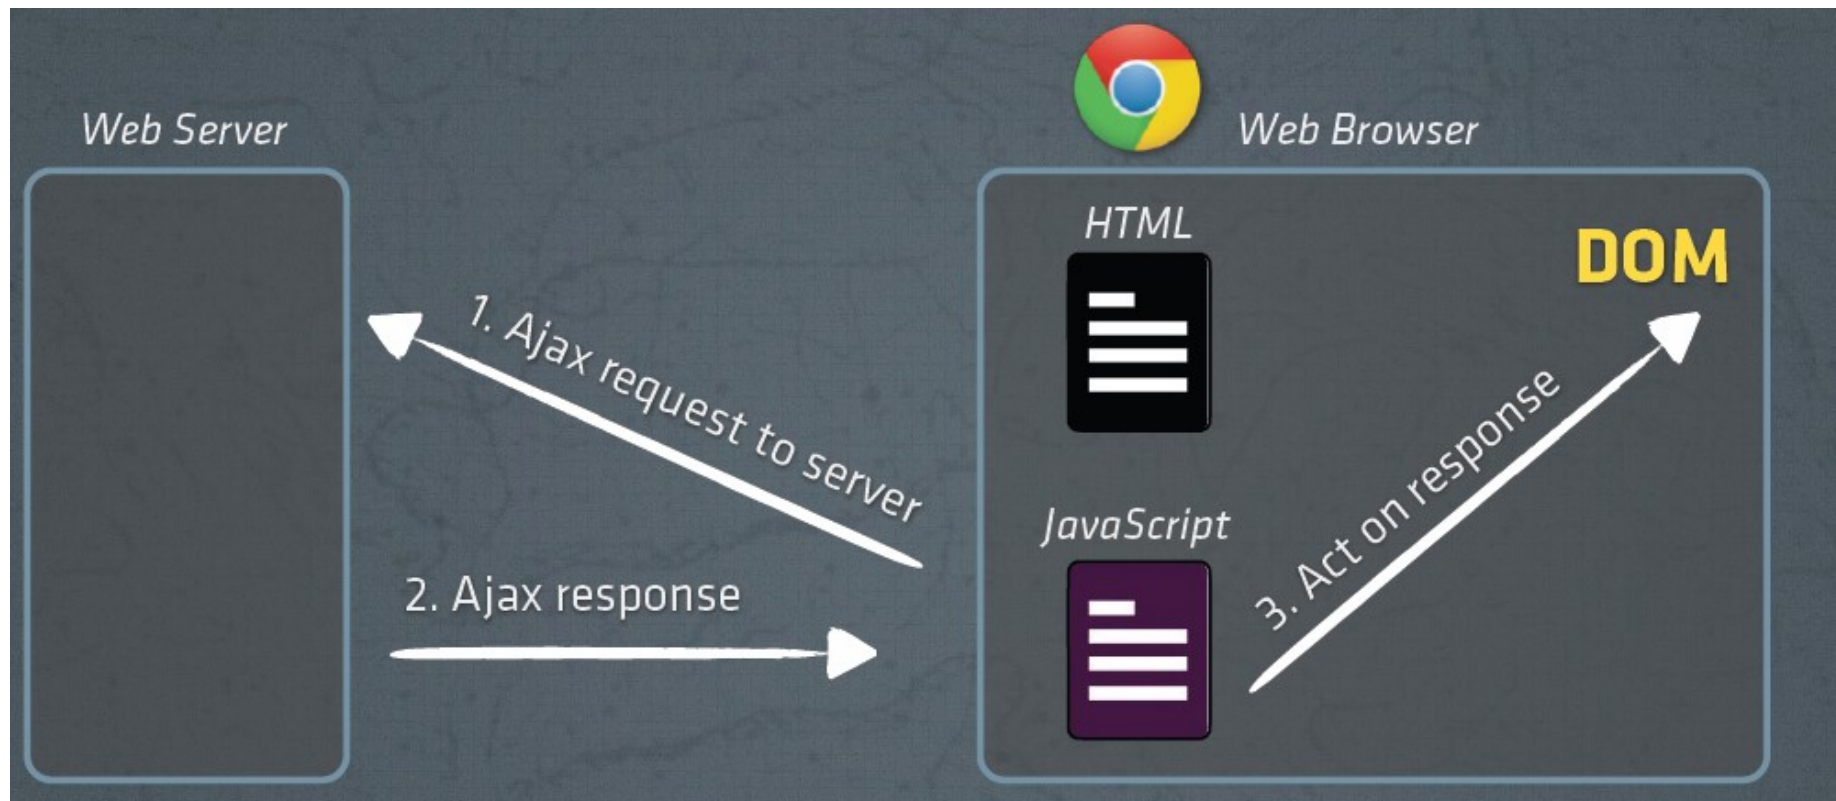 Web Server
Web Browser
HTML
DOM
1. Ajax request to server
JavaScript
2. Ajax response
3. Act on response